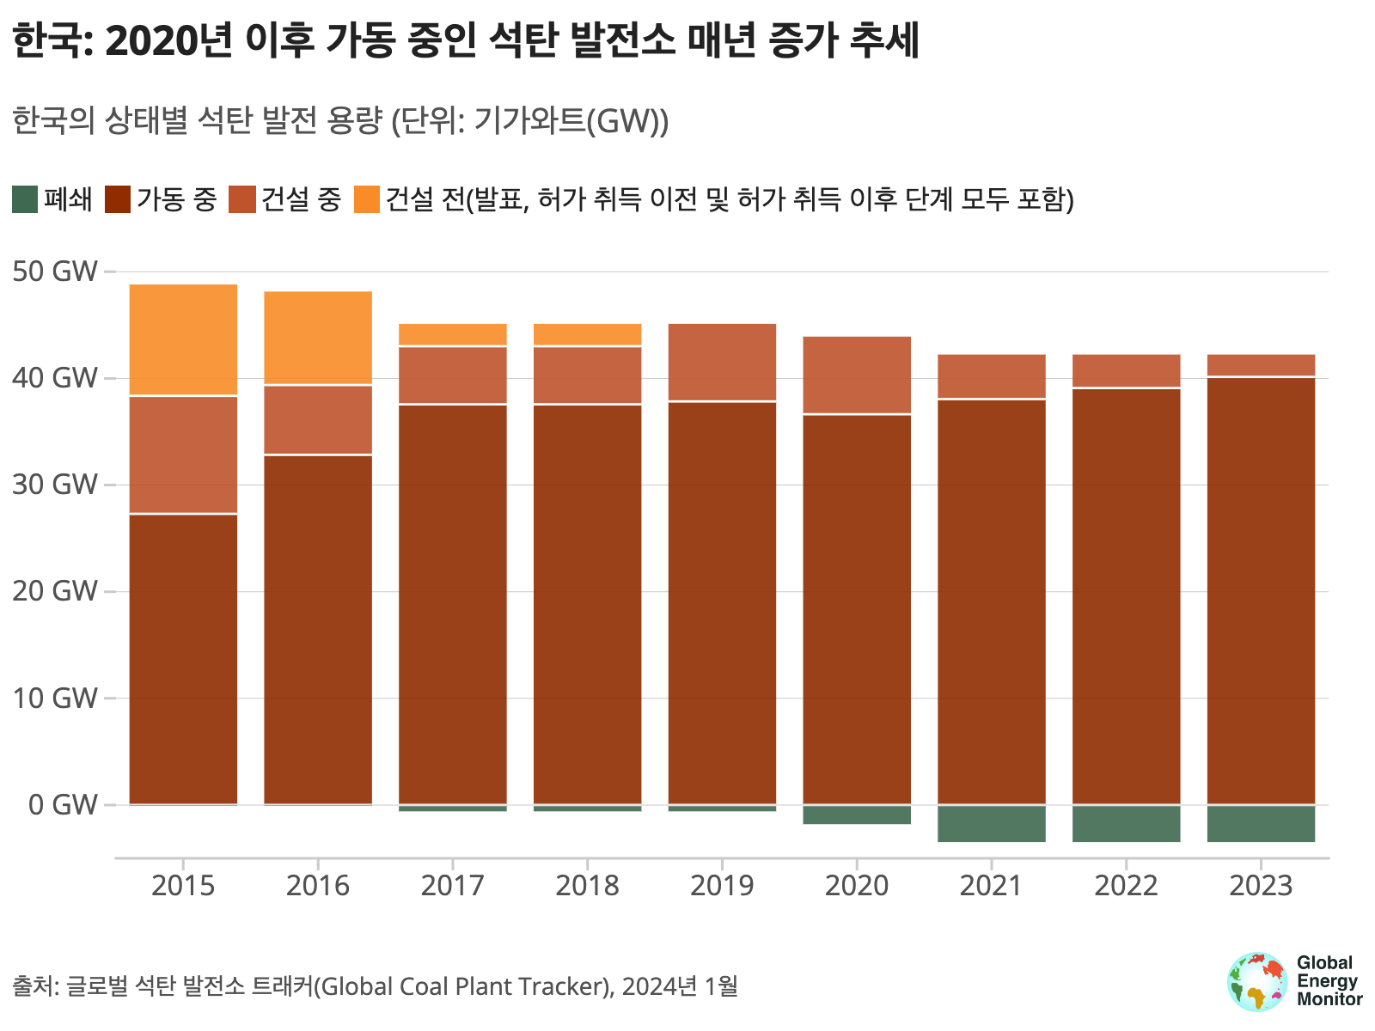 한국: 2020년 이후 가동 중인 석탄 발전소 매년 증가 추세
한국의 상태별 석탄 발전 용량 (단위: 기가와트(GW))
폐쇄 가동 중 건설 중 건설 전(발표, 허가 취득 이전 및 허가 취득 이후 단계 모두 포함)
50 GW
40 GW
30 GW
20 GW
10 GW
0 GW
2015 2016 2017 2018 2019 2020 2021 2022 2023
출처: 글로벌 석탄 발전소 트래커(Global Coal Plant Tracker), 2024년 1월
Global
Energy
Monitor